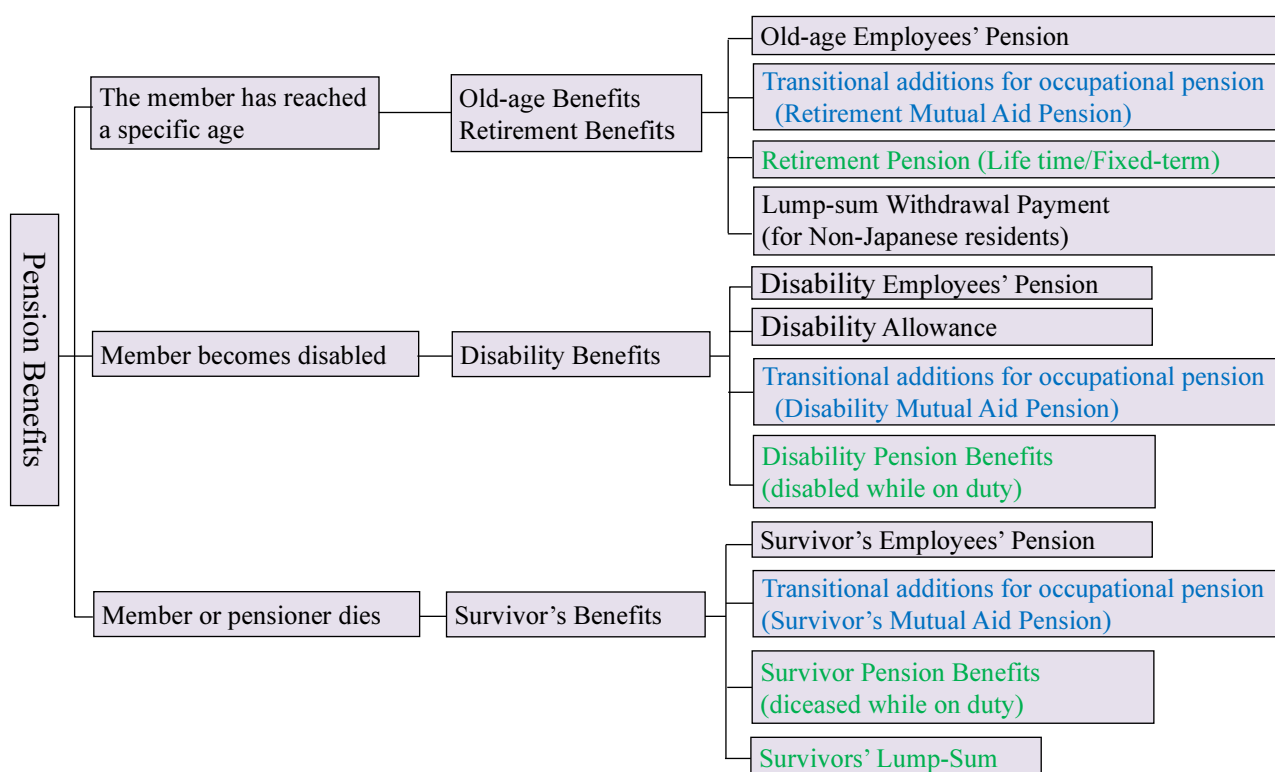 Pension Benefits
The member has reached
a specific age
Old-age Benefits
Retirement Benefits
Old-age Employees’ Pension
Transitional additions for occupational pension
(Retirement Mutual Aid Pension)
Retirement Pension (Life time/Fixed-term)
Lump-sum Withdrawal Payment
(for Non-Japanese residents)
Member becomes disabled
Disability Benefits
Disability Employees’ Pension
Disability Allowance
Transitional additions for occupational pension
(Disability Mutual Aid Pension)
Disability Pension Benefits
(disabled while on duty)
Member or pensioner dies
Survivor’s Benefits
Survivor’s Employees’ Pension
Transitional additions for occupational pension
(Survivor’s Mutual Aid Pension)
Survivor Pension Benefits
(diceased while on duty)
Survivors’ Lump-Sum